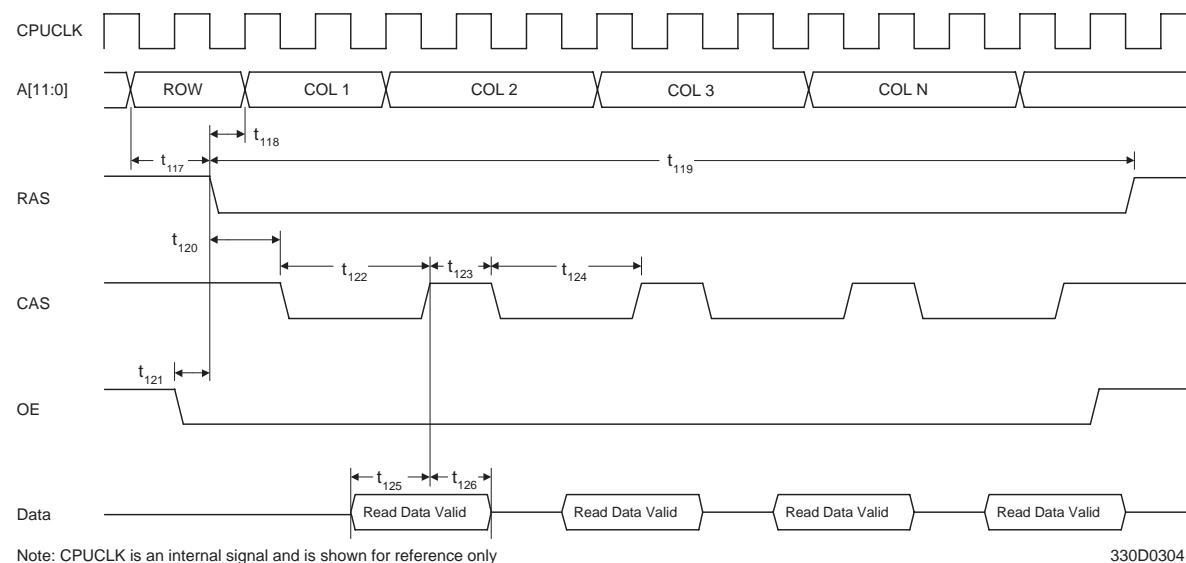 CPUCLK
A[11:0]
ROW
COL 1
COL 2
COL 3
COL N
t118
t117
t119
RAS
t120
t122
t123
t124
CAS
t121
OE
t125
t126
Data
Read Data Valid
Read Data Valid
Read Data Valid
Read Data Valid
Note: CPUCLK is an internal signal and is shown for reference only
330D0304